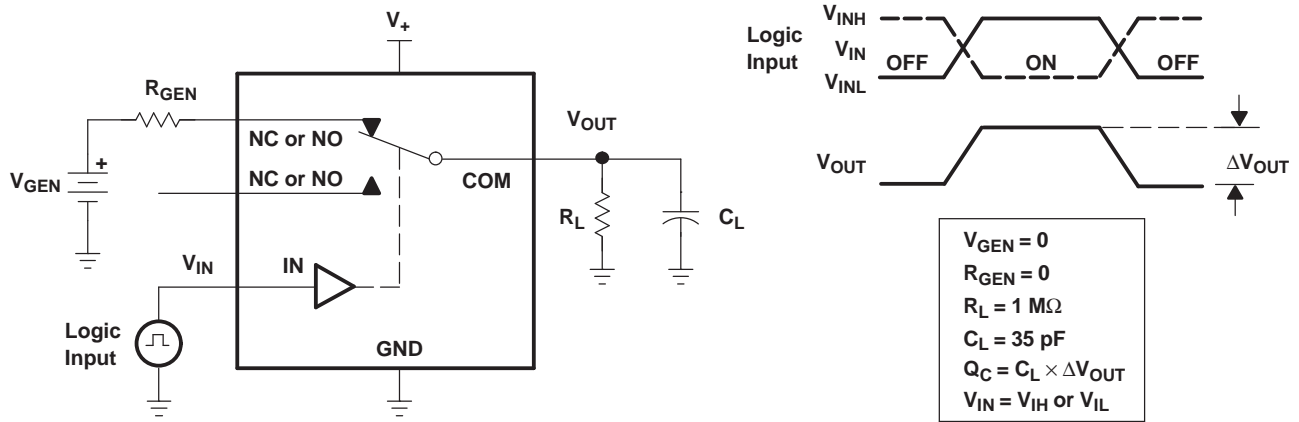 V+
RGEN
NC or NO
VOUT
NC or NO
COM
VGEN
+
RL
CL
VIN
IN
Logic
Input
GND
Logic
Input
VINH
VIN
VINL
OFF
ON
OFF
VOUT
ΔVOUT
VGEN = 0
RGEN = 0
RL = 1 MΩ
CL = 35 pF
QC = CL × ΔVOUT
VIN = VIH or VIL